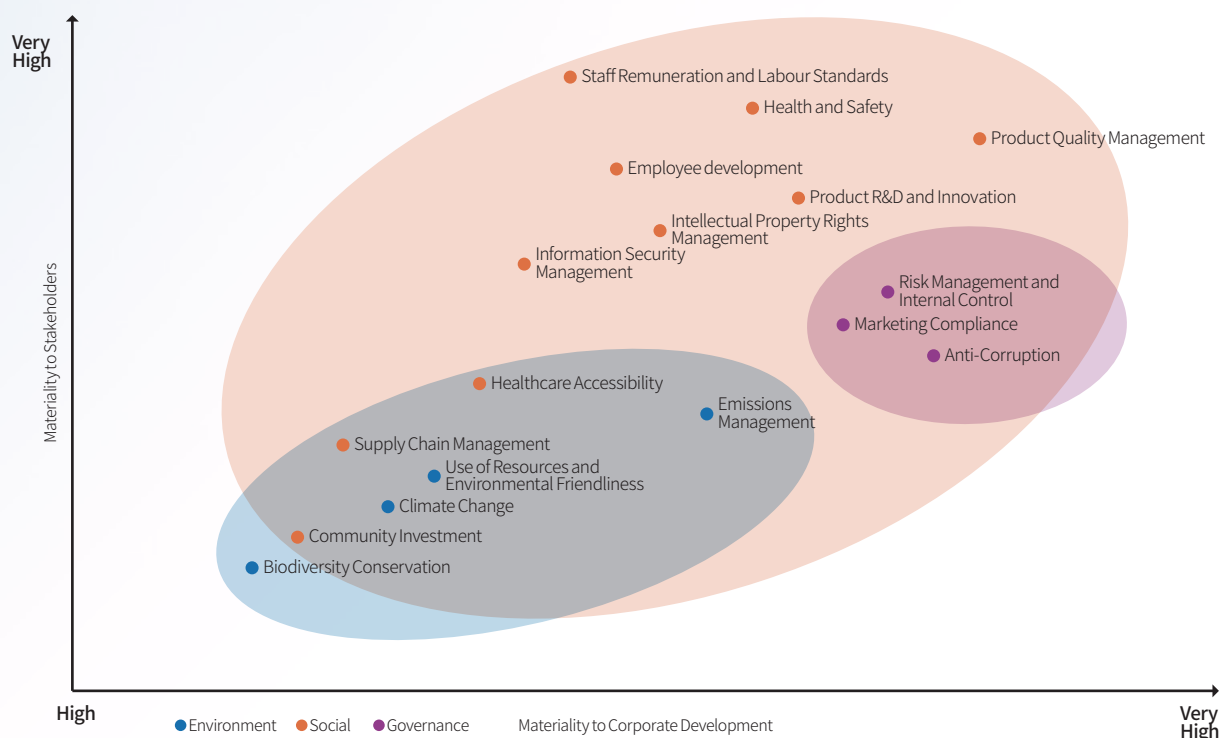 Very
High
Staff Remuneration and Labour Standards
Health and Safety
Product Quality Management
Employee development
Product R&D and Innovation
Intellectual Property Rights
Management
Information Security
Management
Risk Management and
Internal Control
Marketing Compliance
Anti-Corruption
Materiality to Stakeholders
Healthcare Accessibility
Emissions
Management
Supply Chain Management
Use of Resources and
Environmental Friendliness
Climate Change
Community Investment
Biodiversity Conservation
High
Environment
Social
Governance
Materiality to Corporate Development
Very
High